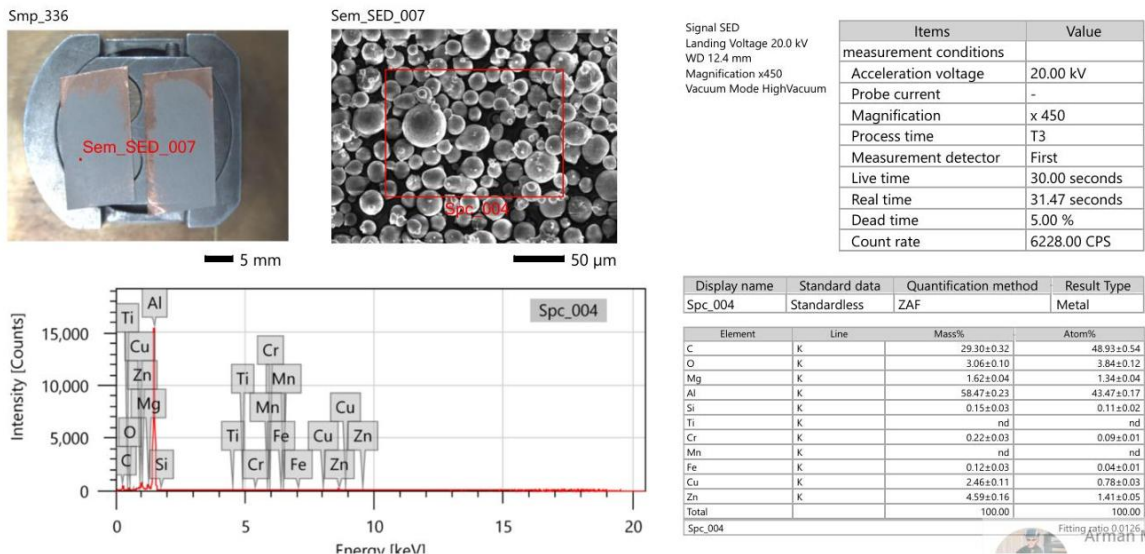 Smp_336
Sem_SED_007
Sem_SED_007
Spc_004
5 mm
50 µm
Signal SED
Landing Voltage 20.0 kV
WD 12.4 mm
Magnification x450
Vacuum Mode HighVacuum
Items Value
measurement conditions
Acceleration voltage 20.00 kV
Probe current -
Magnification x 450
Process time T3
Measurement detector First
Live time 30.00 seconds
Real time 31.47 seconds
Dead time 5.00 %
Count rate 6228.00 CPS
Intensity [Counts]
15,000
10,000
5,000
0
Spc_004
Ti Al
Cu Cr
Zn Ti Mn
Mg Mn Cu
O Ti Fe Cu Zn
C Si Cr Fe Zn
0 5 10 15 20
Energy [keV]
Display name Standard data Quantification method Result Type
Spc_004 Standardless ZAF Metal
Element Line Mass% Atom%
C K 29.30±0.32 48.93±0.54
O K 3.06±0.10 3.84±0.12
Mg K 1.62±0.04 1.34±0.04
Al K 58.47±0.23 43.47±0.17
Si K 0.15±0.03 0.11±0.02
Ti K nd nd
Cr K 0.22±0.03 0.09±0.01
Mn K nd nd
Fe K 0.12±0.03 0.04±0.01
Cu K 2.46±0.11 0.78±0.03
Zn K 4.59±0.16 1.41±0.05
Total 100.00 100.00
Spc_004 Fitting ratio 0.0126
Arman